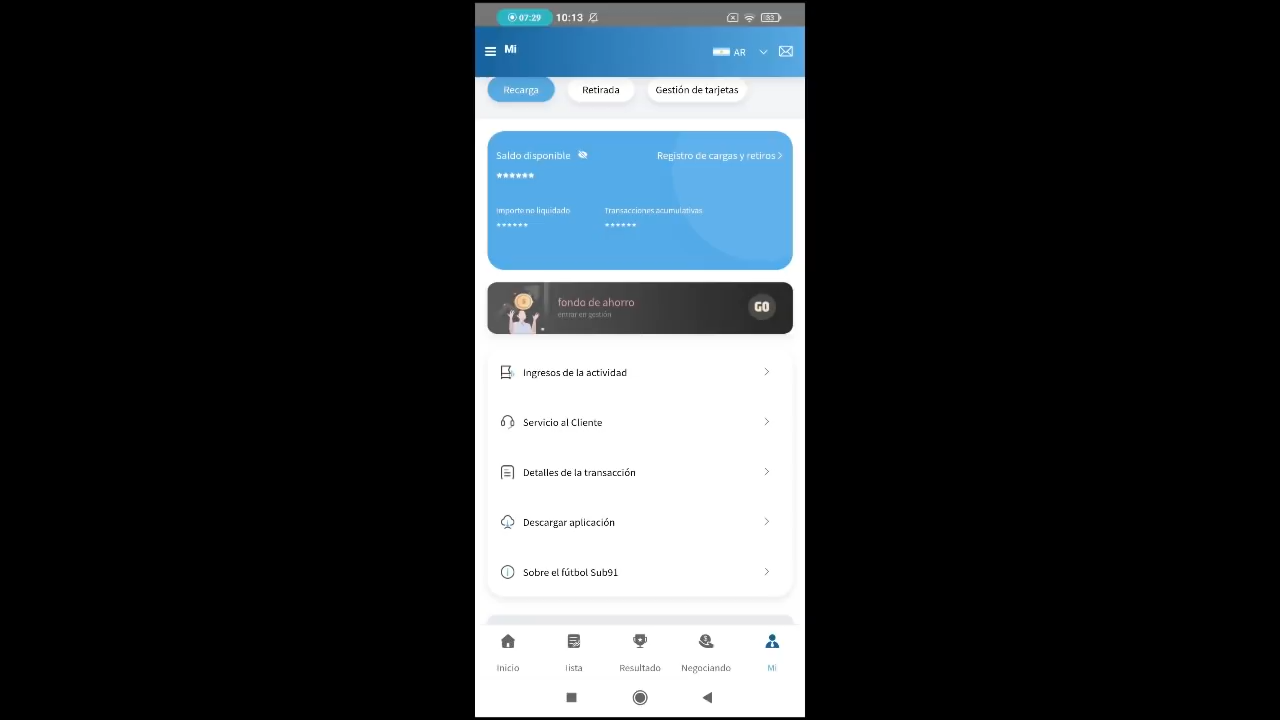 07:29 10:13 83
Mi AR
Recarga Retirada Gestión de tarjetas
Saldo disponible Registro de cargas y retiros >
******
Importe no liquidado Transacciones acumulativas
****** ******
fondo de ahorro
entrar en gestión
GO
Ingresos de la actividad
Servicio al Cliente
Detalles de la transacción
Descargar aplicación
Sobre el fútbol Sub91
Inicio lista Resultado Negociando Mi